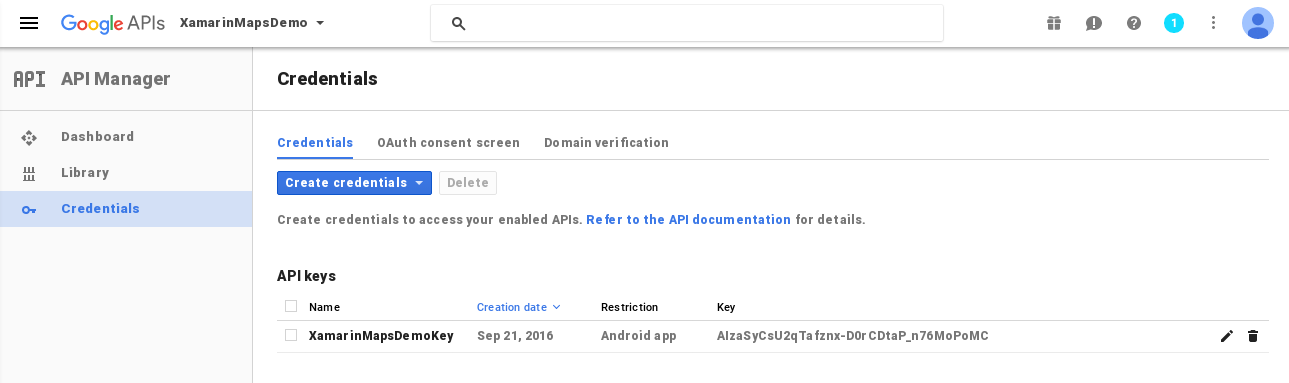 Google APIs XamarinMapsDemo 1
API API Manager
Credentials
Dashboard
Library
Credentials
Credentials OAuth consent screen Domain verification
Create credentials Delete
Create credentials to access your enabled APIs. Refer to the API documentation for details.
API keys
Name Creation date Restriction Key
XamarinMapsDemoKey Sep 21, 2016 Android app AIzaSyCsU2qTafznx-D0rCDtaP_n76MoPoMC